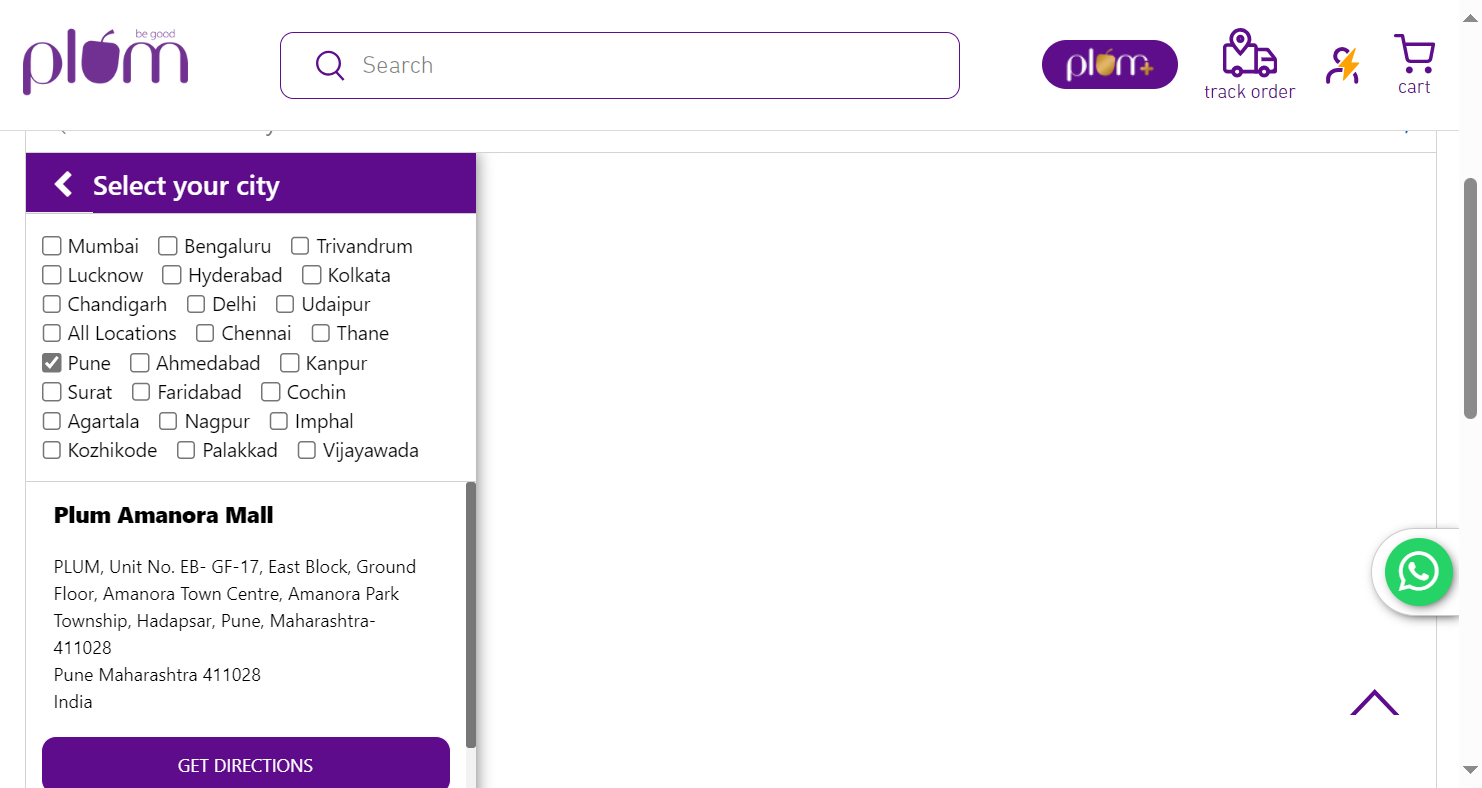 be good
plum
Search
plum+
track order
cart
Select your city
Mumbai Bengaluru Trivandrum
Lucknow Hyderabad Kolkata
Chandigarh Delhi Udaipur
All Locations Chennai Thane
Pune Ahmedabad Kanpur
Surat Faridabad Cochin
Agartala Nagpur Imphal
Kozhikode Palakkad Vijayawada
Plum Amanora Mall
PLUM, Unit No. EB- GF-17, East Block, Ground
Floor, Amanora Town Centre, Amanora Park
Township, Hadapsar, Pune, Maharashtra-
411028
Pune Maharashtra 411028
India
GET DIRECTIONS